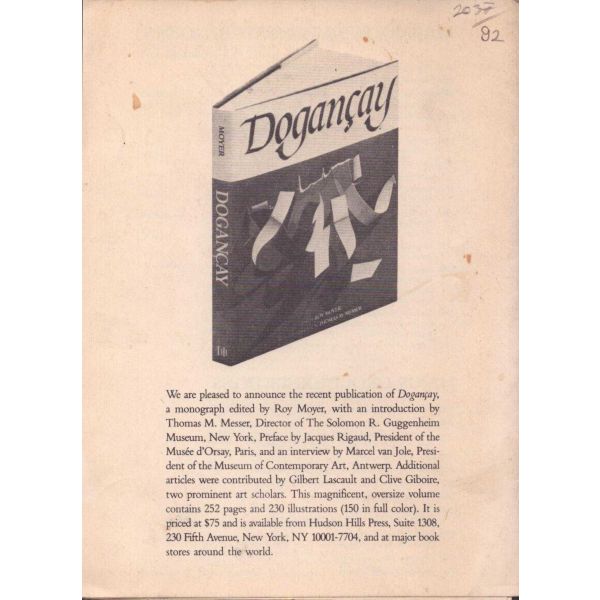 2037
92
Doğançay
MOYER
DOGANÇAY
ROY MOYER
THOMAS M. MESSER
We are pleased to announce the recent publication of Dogançay,
a monograph edited by Roy Moyer, with an introduction by
Thomas M. Messer, Director of The Solomon R. Guggenheim
Museum, New York, Preface by Jacques Rigaud, President of the
Musée d'Orsay, Paris, and an interview by Marcel van Jole, Presi-
dent of the Museum of Contemporary Art, Antwerp. Additional
articles were contributed by Gilbert Lascault and Clive Giboire,
two prominent art scholars. This magnificent, oversize volume
contains 252 pages and 230 illustrations (150 in full color). It is
priced at $75 and is available from Hudson Hills Press, Suite 1308,
230 Fifth Avenue, New York, NY 10001-7704, and at major book
stores around the world.